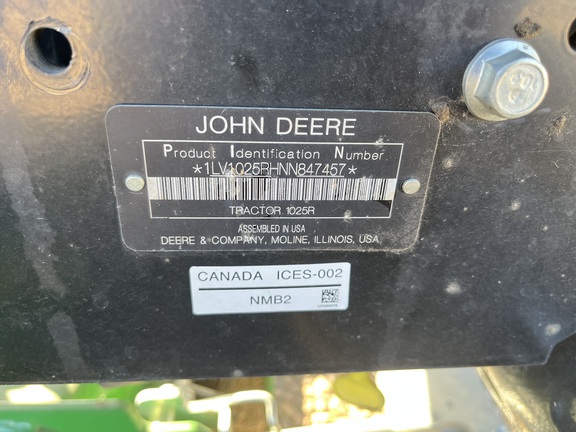 JOHN DEERE
Product Identification Number
*1LV1025RHNN847457*
TRACTOR 1025R
ASSEMBLED IN USA
DEERE & COMPANY, MOLINE, ILLINOIS, USA
CANADA ICES-002
NMB2